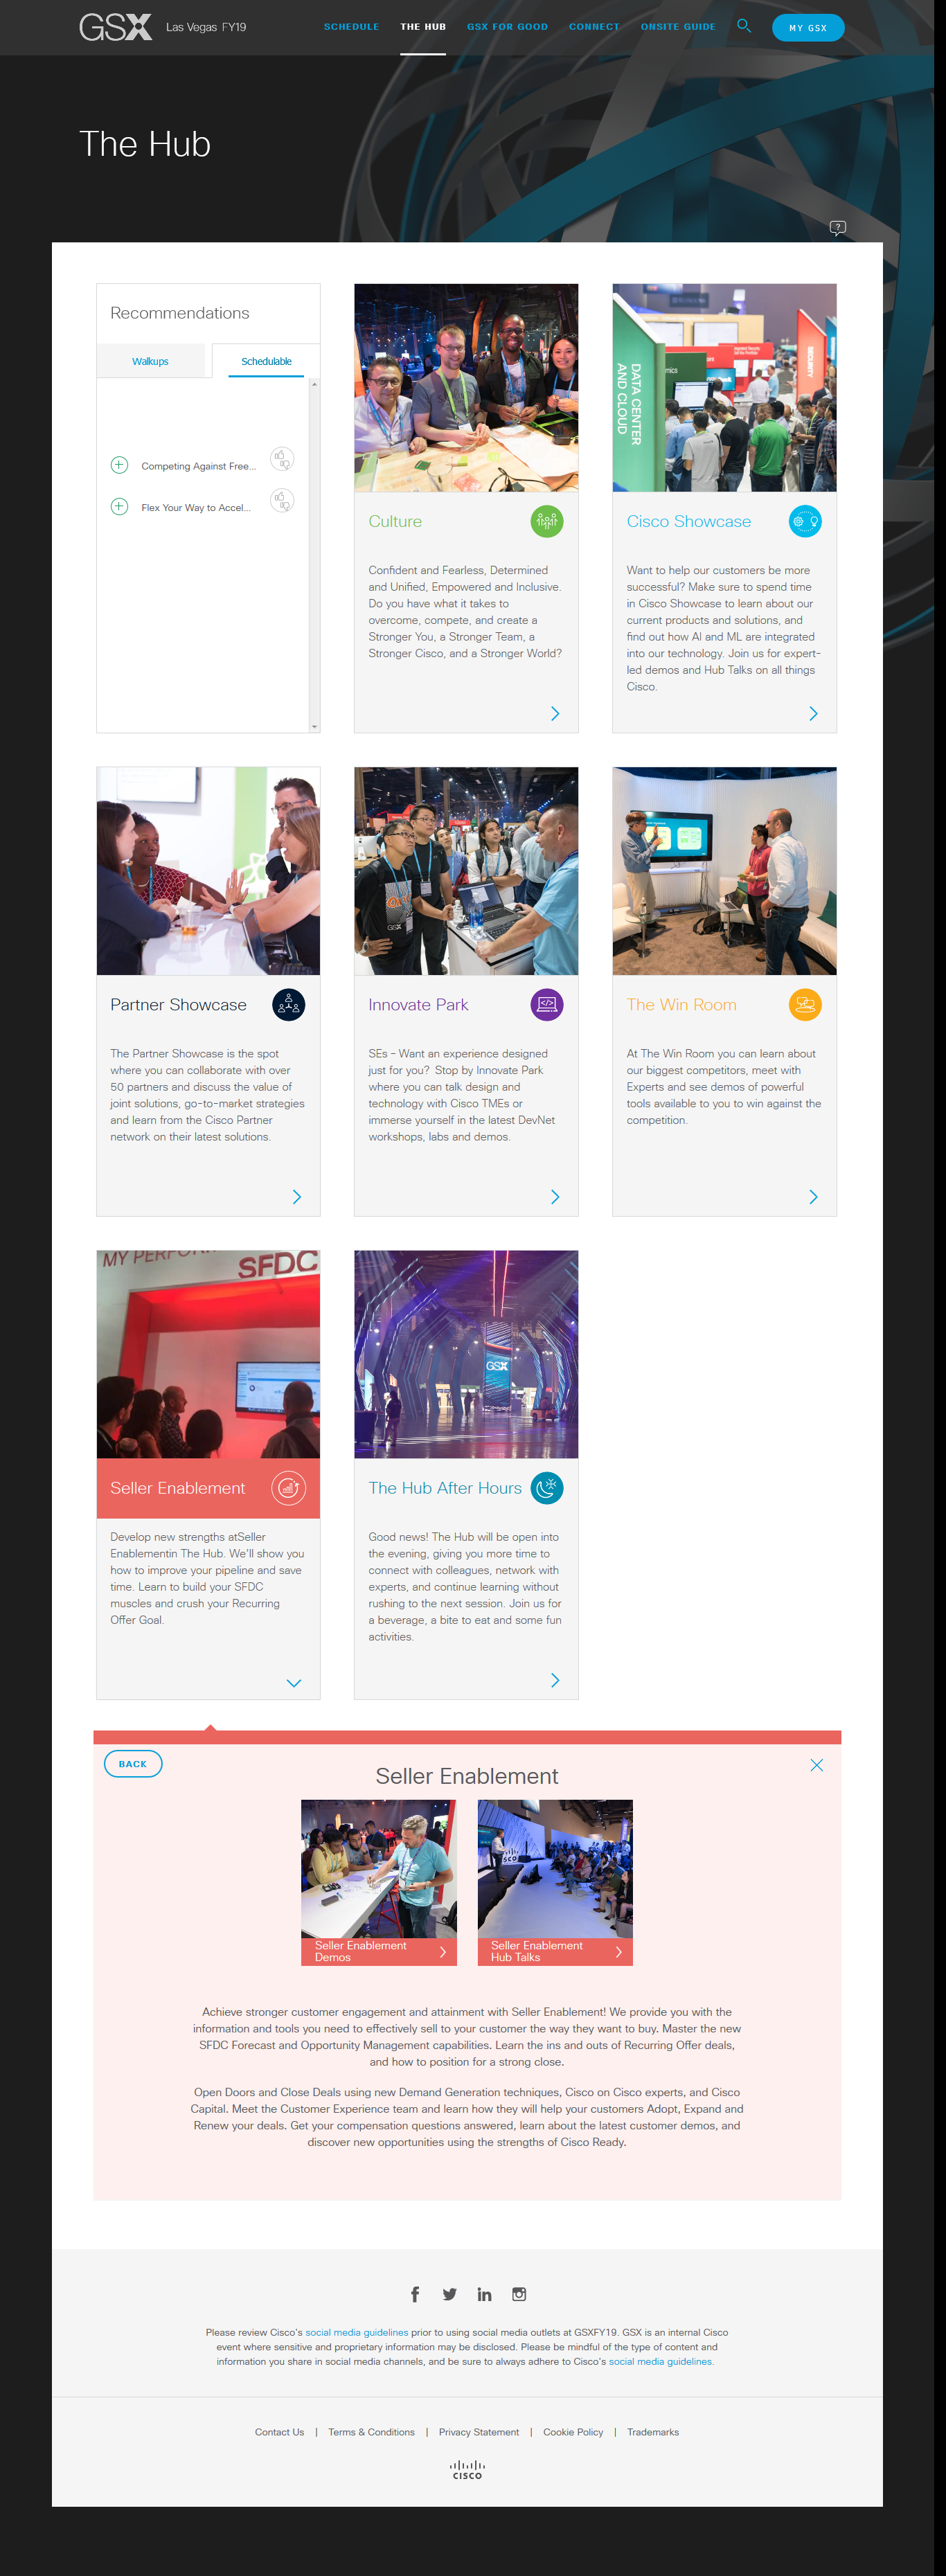 GSX Las Vegas FY19 SCHEDULE THE HUB GSX FOR GOOD CONNECT ONSITE GUIDE MY GSX
The Hub
?
Recommendations
Walkups Schedulable
Competing Against Free...
Flex Your Way to Accel...
Culture
Confident and Fearless, Determined
and Unified, Empowered and Inclusive.
Do you have what it takes to
overcome, compete, and create a
Stronger You, a Stronger Team, a
Stronger Cisco, and a Stronger World?
DATA CENTER
AND CLOUD
SECURITY
Cisco Showcase
Want to help our customers be more
successful? Make sure to spend time
in Cisco Showcase to learn about our
current products and solutions, and
find out how AI and ML are integrated
into our technology. Join us for expert-
led demos and Hub Talks on all things
Cisco.
Partner Showcase
The Partner Showcase is the spot
where you can collaborate with over
50 partners and discuss the value of
joint solutions, go-to-market strategies
and learn from the Cisco Partner
network on their latest solutions.
GSX
Innovate Park
SEs - Want an experience designed
just for you? Stop by Innovate Park
where you can talk design and
technology with Cisco TMEs or
immerse yourself in the latest DevNet
workshops, labs and demos.
The Win Room
At The Win Room you can learn about
our biggest competitors, meet with
Experts and see demos of powerful
tools available to you to win against the
competition.
MY PERFORM
SFDC
Seller Enablement
Develop new strengths atSeller
Enablementin The Hub. We'll show you
how to improve your pipeline and save
time. Learn to build your SFDC
muscles and crush your Recurring
Offer Goal.
GSX
The Hub After Hours
Good news! The Hub will be open into
the evening, giving you more time to
connect with colleagues, network with
experts, and continue learning without
rushing to the next session. Join us for
a beverage, a bite to eat and some fun
activities.
BACK
Seller Enablement
Seller Enablement
Demos
Seller Enablement
Hub Talks
Achieve stronger customer engagement and attainment with Seller Enablement! We provide you with the
information and tools you need to effectively sell to your customer the way they want to buy. Master the new
SFDC Forecast and Opportunity Management capabilities. Learn the ins and outs of Recurring Offer deals,
and how to position for a strong close.
Open Doors and Close Deals using new Demand Generation techniques, Cisco on Cisco experts, and Cisco
Capital. Meet the Customer Experience team and learn how they will help your customers Adopt, Expand and
Renew your deals. Get your compensation questions answered, learn about the latest customer demos, and
discover new opportunities using the strengths of Cisco Ready.
Please review Cisco's social media guidelines prior to using social media outlets at GSXFY19. GSX is an internal Cisco
event where sensitive and proprietary information may be disclosed. Please be mindful of the type of content and
information you share in social media channels, and be sure to always adhere to Cisco's social media guidelines.
Contact Us | Terms & Conditions | Privacy Statement | Cookie Policy | Trademarks
CISCO